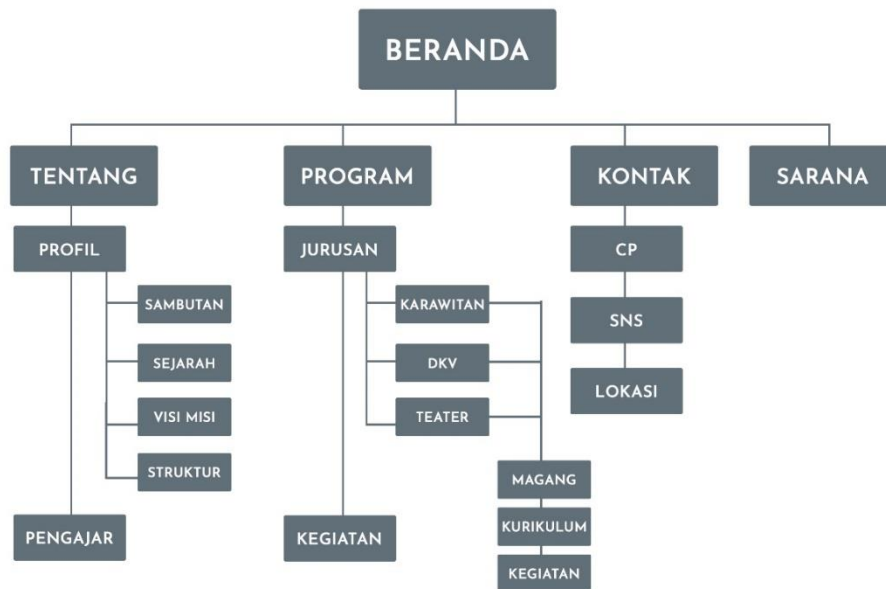 BERANDA
TENTANG
PROGRAM
KONTAK
SARANA
PROFIL
JURUSAN
CP
SAMBUTAN
KARAWITAN
SNS
SEJARAH
DKV
LOKASI
VISI MISI
TEATER
STRUKTUR
MAGANG
PENGAJAR
KEGIATAN
KURIKULUM
KEGIATAN